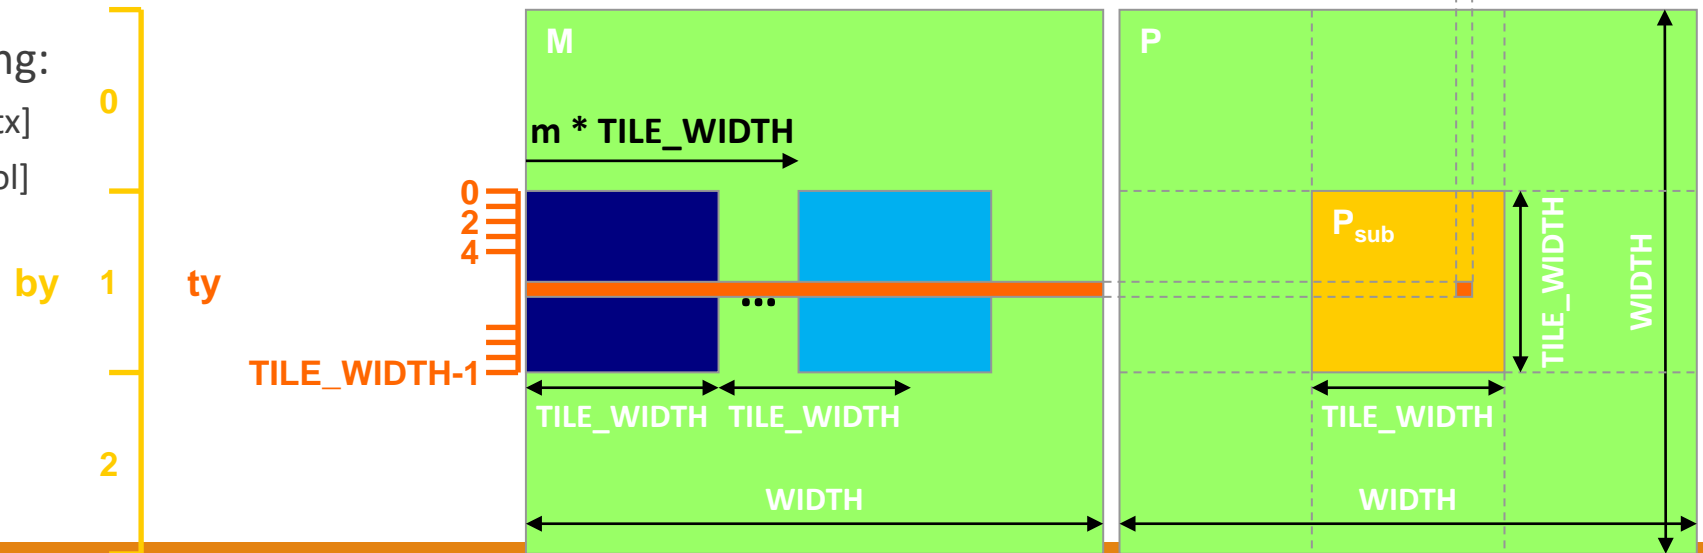 ng:
tx]
ol]
0
by 1
2
ty
0
2
4
TILE_WIDTH-1
M
m * TILE_WIDTH
...
TILE_WIDTH TILE_WIDTH
WIDTH
P
Psub
TILE_WIDTH
TILE_WIDTH
WIDTH
WIDTH